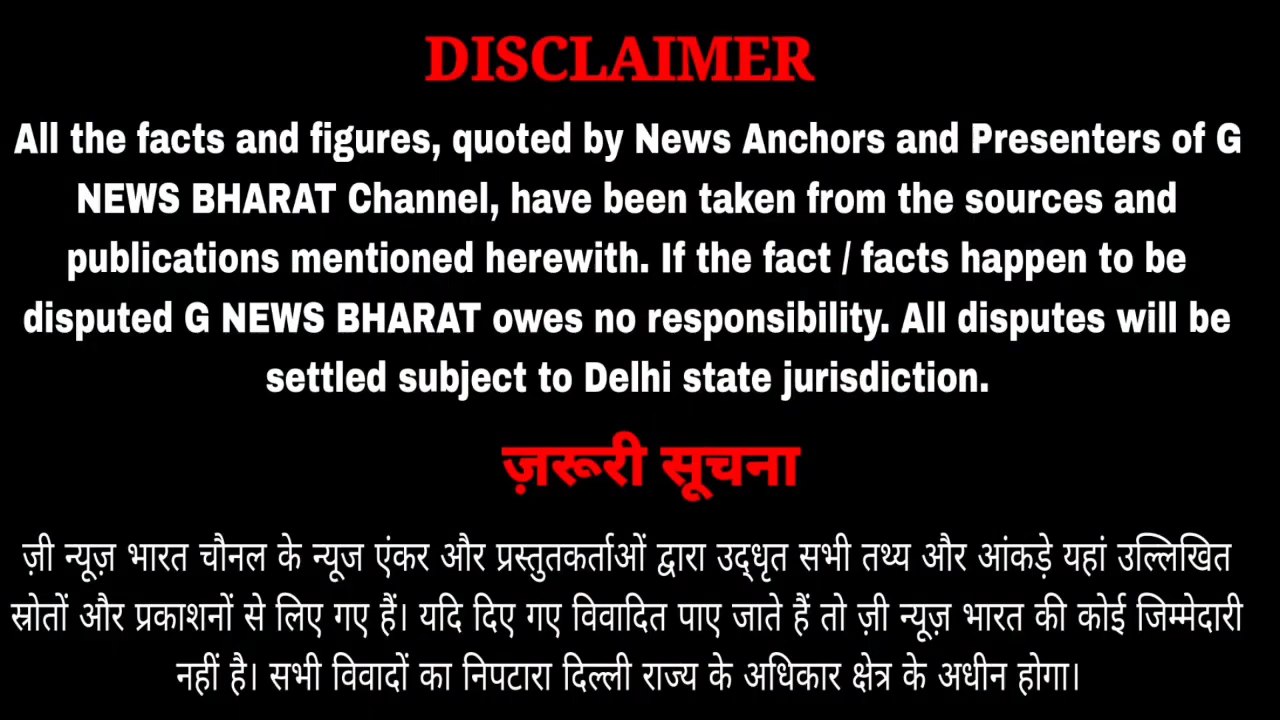 DISCLAIMER
All the facts and figures, quoted by News Anchors and Presenters of G
NEWS BHARAT Channel, have been taken from the sources and
publications mentioned herewith. If the fact / facts happen to be
disputed G NEWS BHARAT owes no responsibility. All disputes will be
settled subject to Delhi state jurisdiction.
ज़रूरी सूचना
ज़ी न्यूज़ भारत चौनल के न्यूज एंकर और प्रस्तुतकर्ताओं द्वारा उद्धृत सभी तथ्य और आंकड़े यहां उल्लिखित
स्रोतों और प्रकाशनों से लिए गए हैं। यदि दिए गए विवादित पाए जाते हैं तो ज़ी न्यूज़ भारत की कोई जिम्मेदारी
नहीं है। सभी विवादों का निपटारा दिल्ली राज्य के अधिकार क्षेत्र के अधीन होगा।